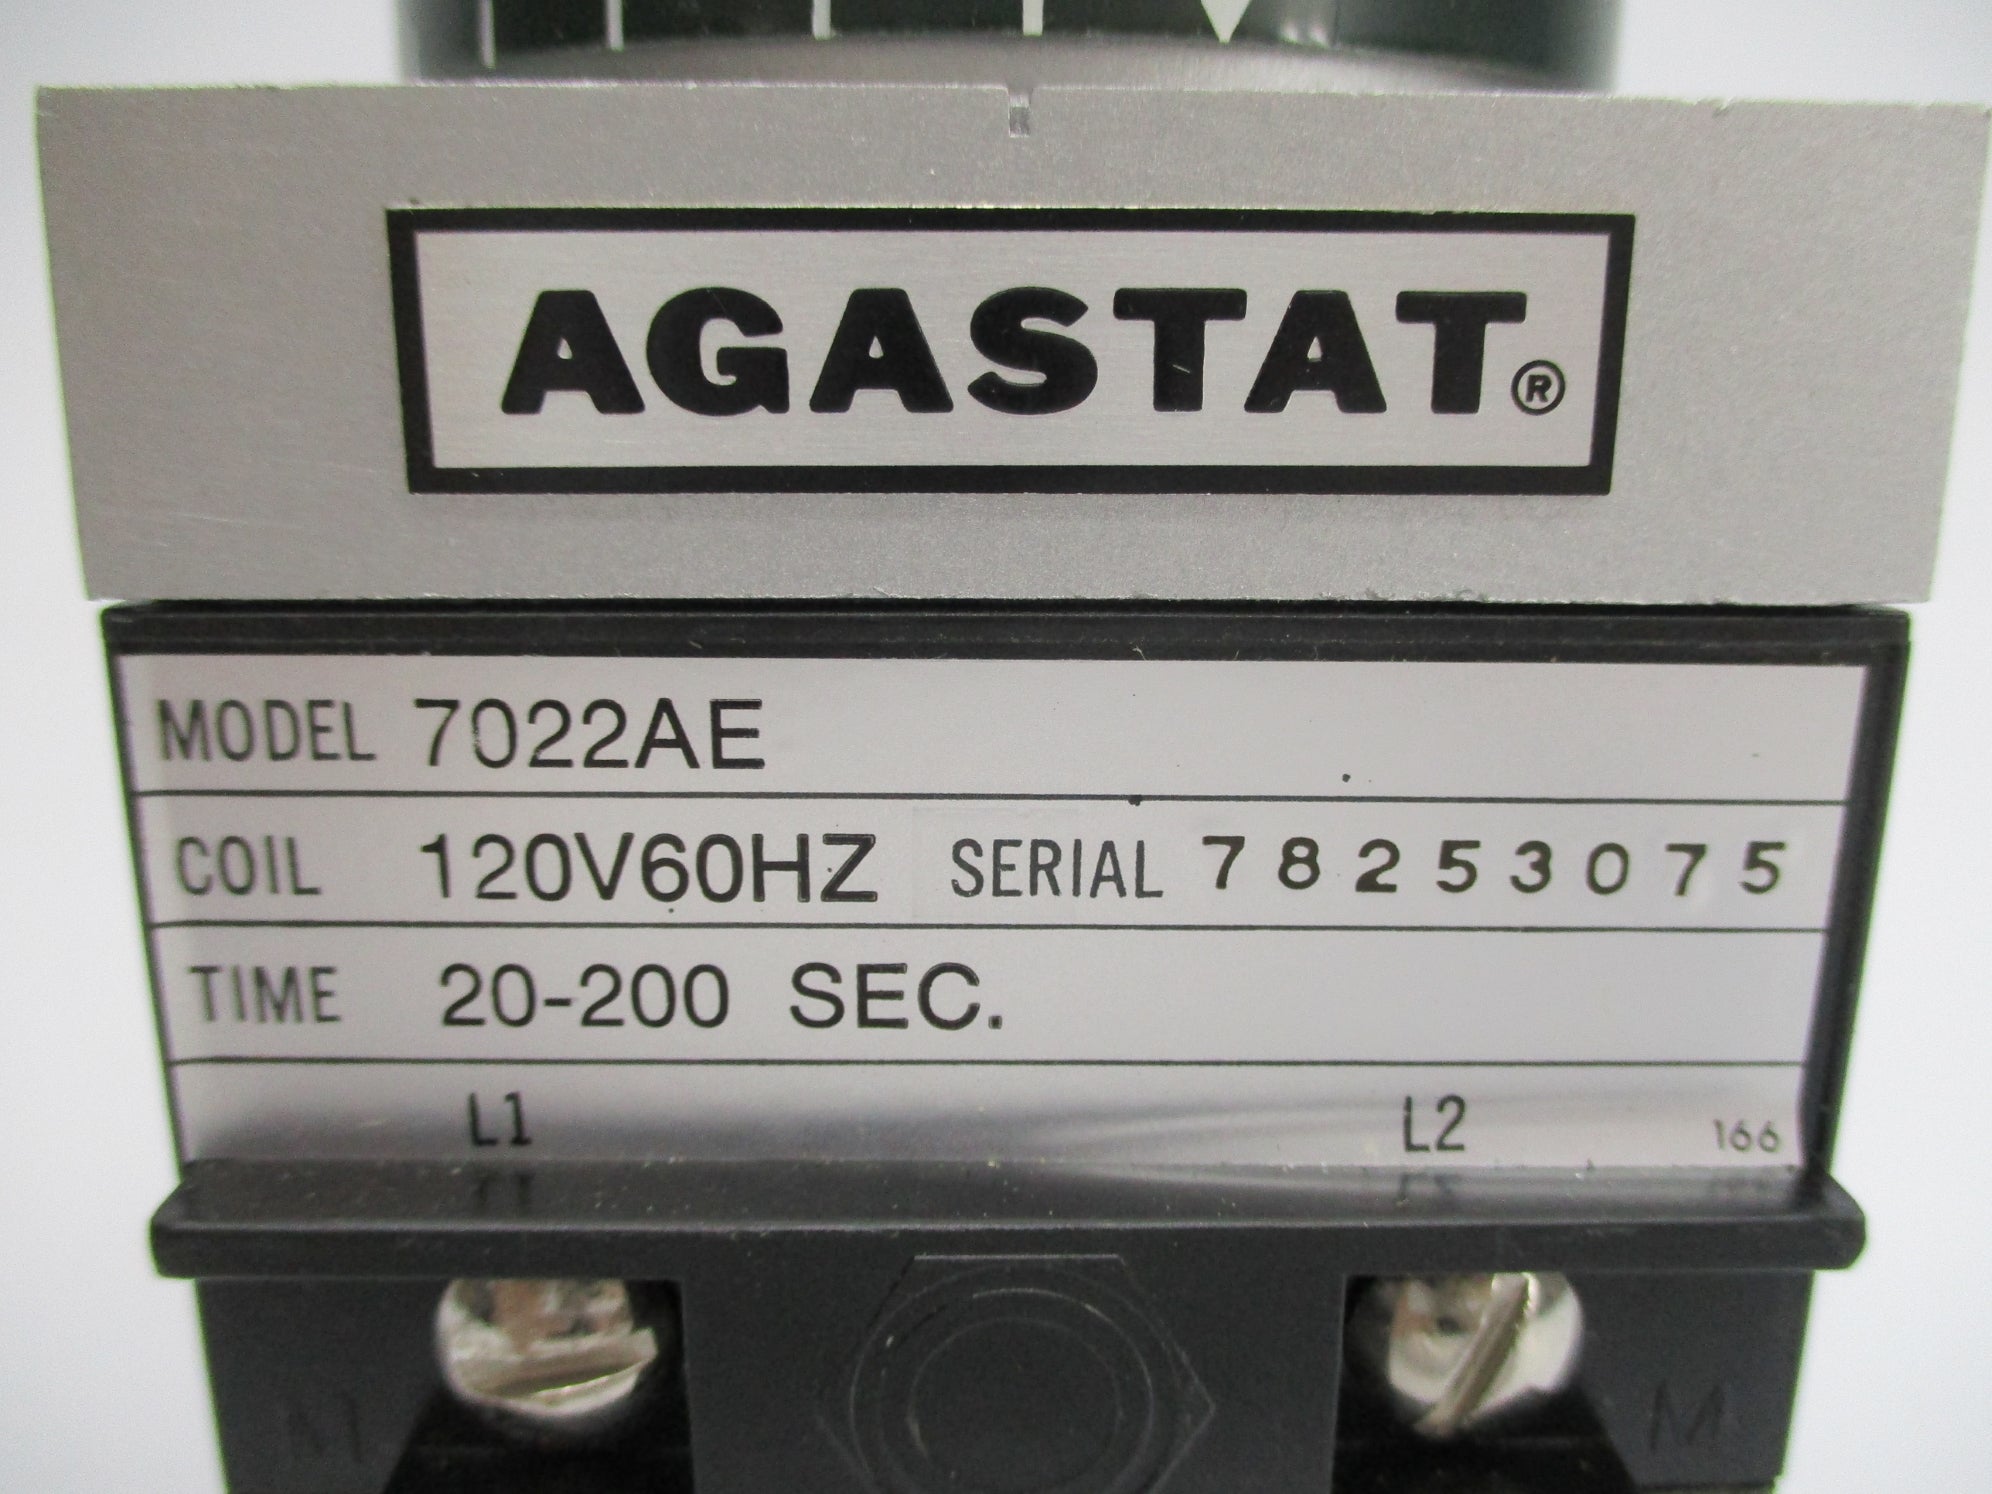 AGASTAT®
MODEL 7022AE
COIL 120V60HZ SERIAL 78253075
TIME 20-200 SEC.
L1 L2 166
M M